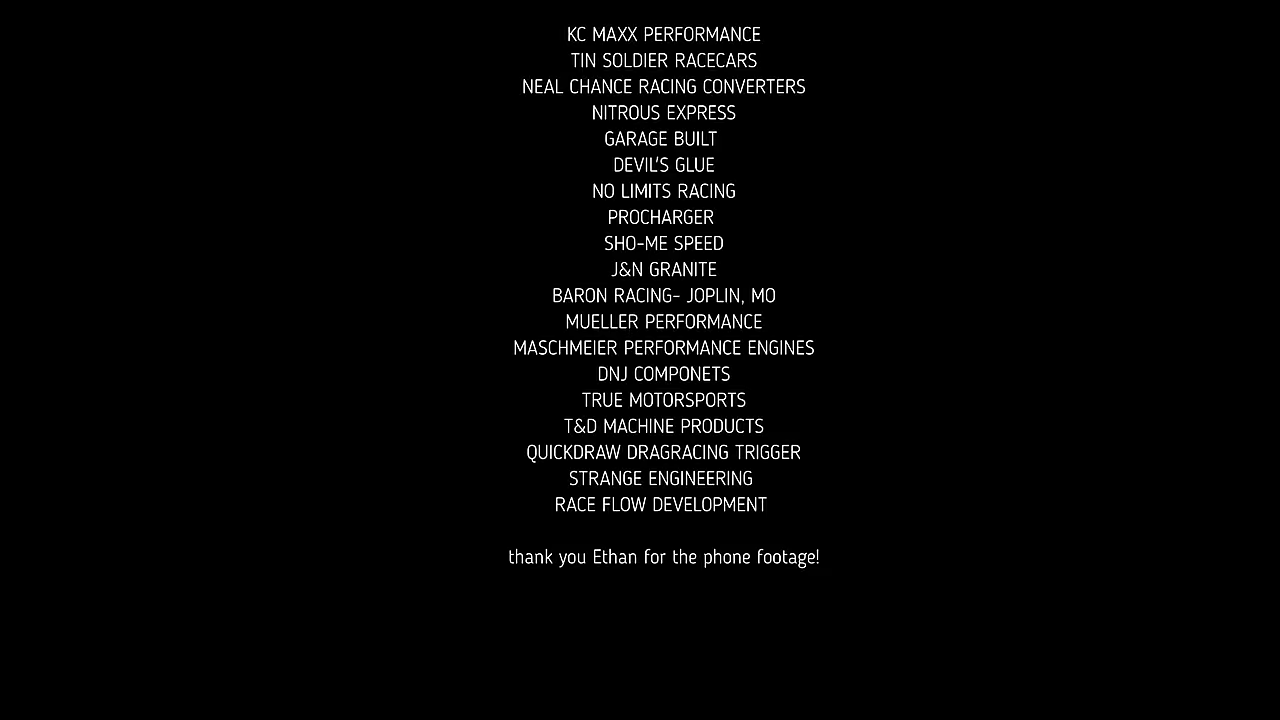 KC MAXX PERFORMANCE
TIN SOLDIER RACECARS
NEAL CHANCE RACING CONVERTERS
NITROUS EXPRESS
GARAGE BUILT
DEVIL'S GLUE
NO LIMITS RACING
PROCHARGER
SHO-ME SPEED
J&N GRANITE
BARON RACING- JOPLIN, MO
MUELLER PERFORMANCE
MASCHMEIER PERFORMANCE ENGINES
DNJ COMPONETS
TRUE MOTORSPORTS
T&D MACHINE PRODUCTS
QUICKDRAW DRAGRACING TRIGGER
STRANGE ENGINEERING
RACE FLOW DEVELOPMENT
thank you Ethan for the phone footage!